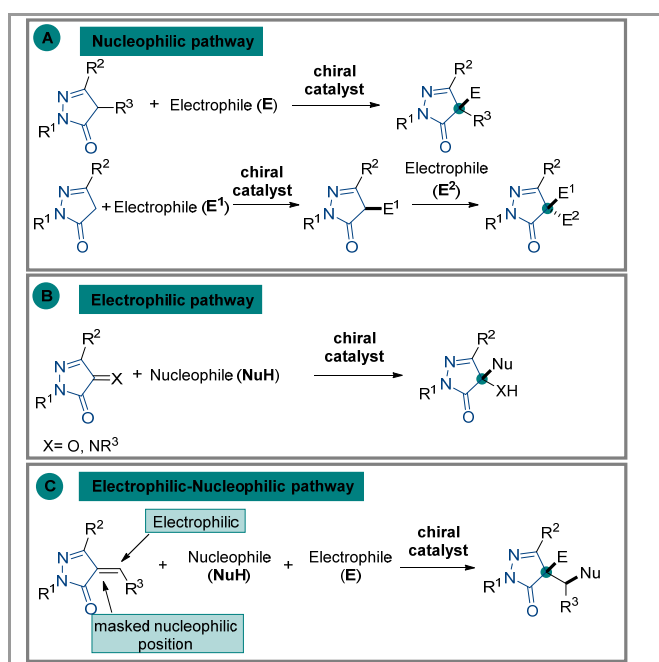 A Nucleophilic pathway
R² N N R¹ O R³ + Electrophile (E) chiral catalyst R² N N R¹ O E R³
R² N N R¹ O +Electrophile (E¹) chiral catalyst R² N N R¹ O E¹ Electrophile (E²) R² N N R¹ O E¹ E²
B Electrophilic pathway
R² N N R¹ O X + Nucleophile (NuH) chiral catalyst R² N N R¹ O Nu XH
X= O, NR³
C Electrophilic-Nucleophilic pathway
Electrophilic
R² N N R¹ O R³ + Nucleophile (NuH) + Electrophile (E) chiral catalyst R² N N R¹ O E Nu R³
masked nucleophilic
position